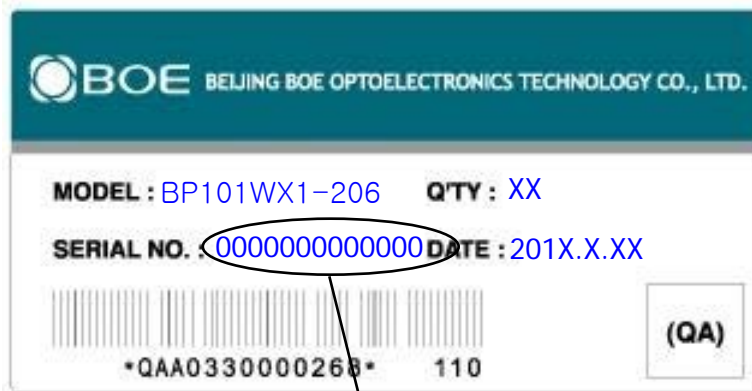 BOE BEIJING BOE OPTOELECTRONICS TECHNOLOGY CO., LTD.
MODEL : BP101WX1-206 Q'TY : XX
SERIAL NO. : 0000000000000 DATE : 201X.X.XX
*QAA0330000268* 110
(QA)